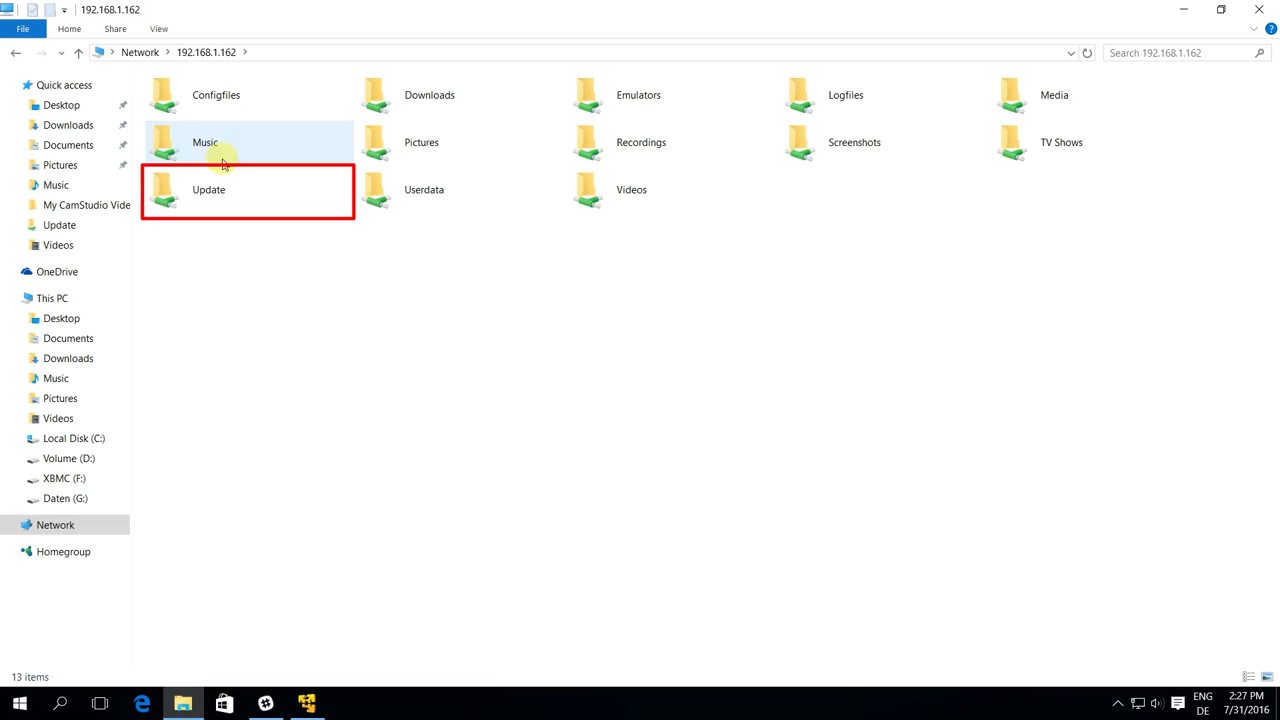 192.168.1.162
File Home Share View
Network 192.168.1.162 Search 192.168.1.162
Quick access
Desktop
Downloads
Documents
Pictures
Music
My CamStudio Vide
Update
Videos
OneDrive
This PC
Desktop
Documents
Downloads
Music
Pictures
Videos
Local Disk (C:)
Volume (D:)
XBMC (F:)
Daten (G:)
Network
Homegroup
Configfiles Downloads Emulators Logfiles Media
Music Pictures Recordings Screenshots TV Shows
Update Userdata Videos
13 items
ENG 2:27 PM
DE 7/31/2016